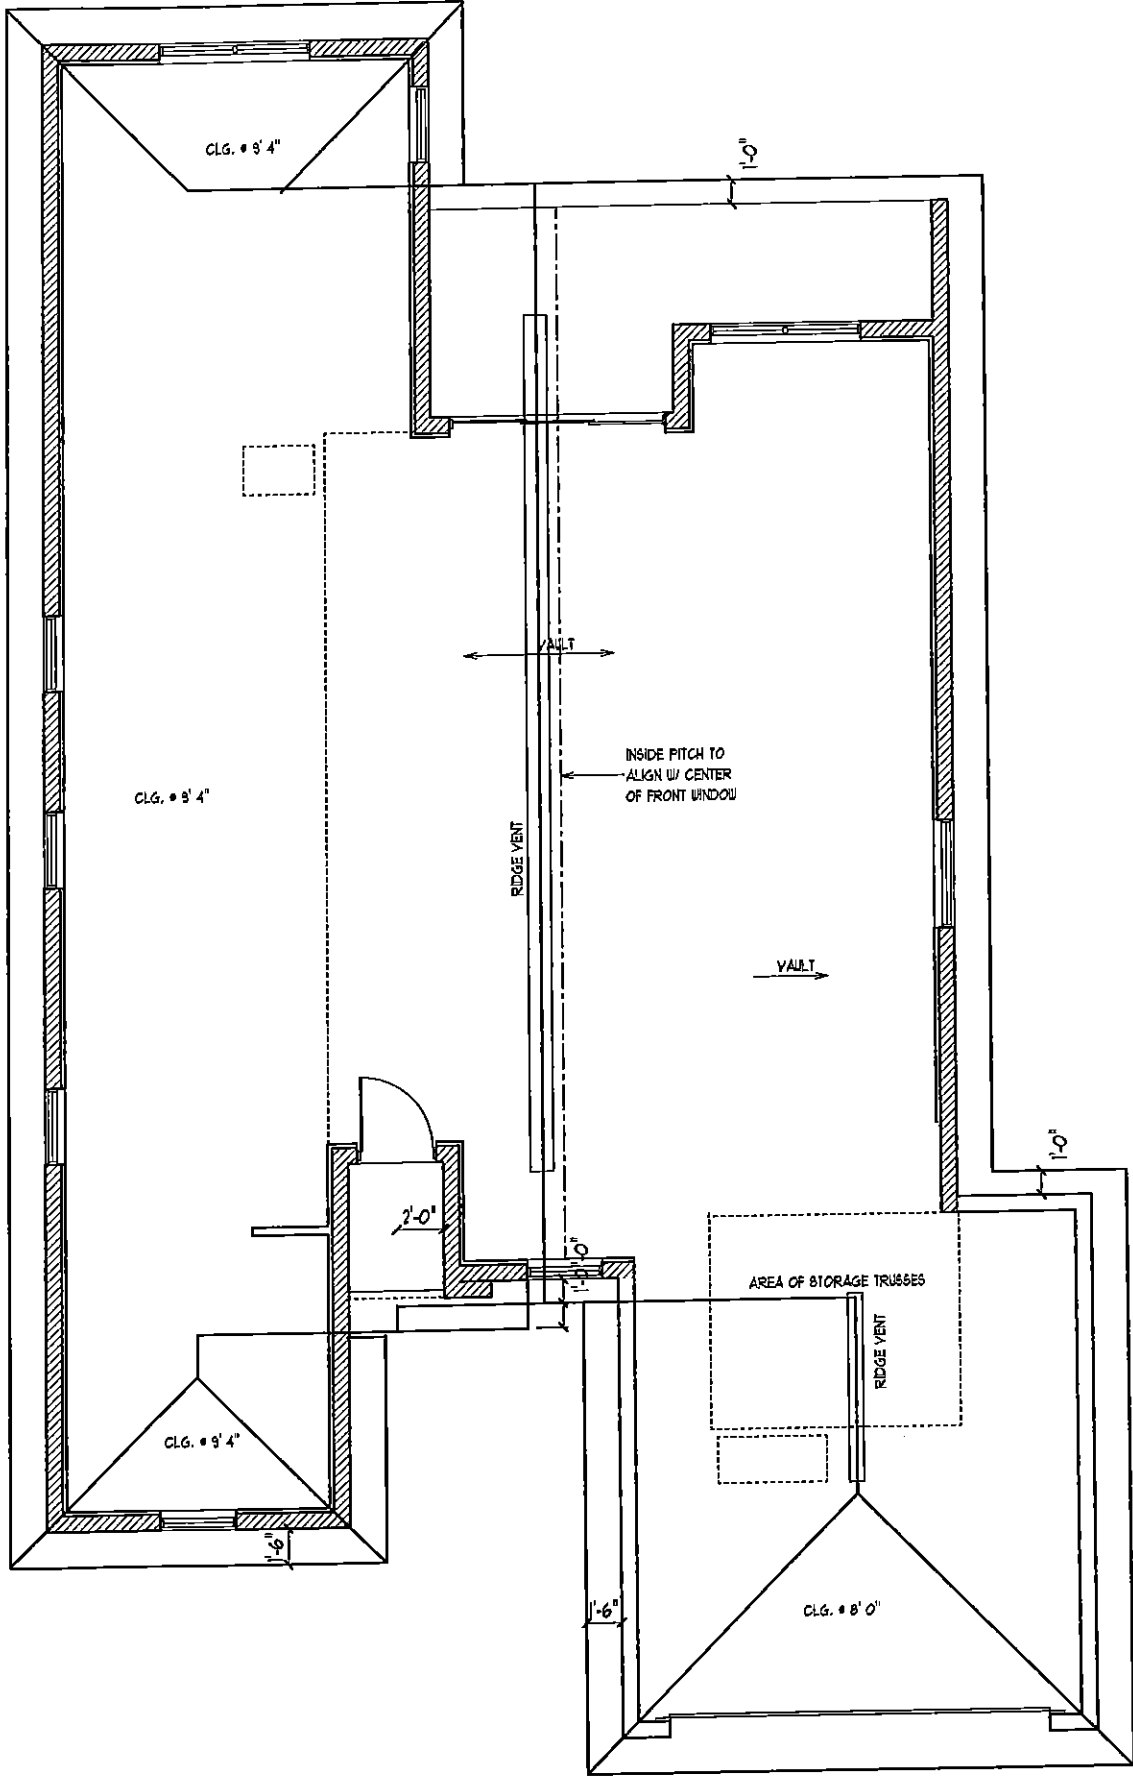 1'-0"
CLG. @ 9' 4"
VAULT
INSIDE PITCH TO
ALIGN W/ CENTER
OF FRONT WINDOW
CLG. @ 9' 4"
RIDGE VENT
VAULT
1'-0"
2'-0"
1'-0"
AREA OF STORAGE TRUSSES
RIDGE VENT
CLG. @ 9' 4"
1'-6"
1'-6"
CLG. @ 8' 0"